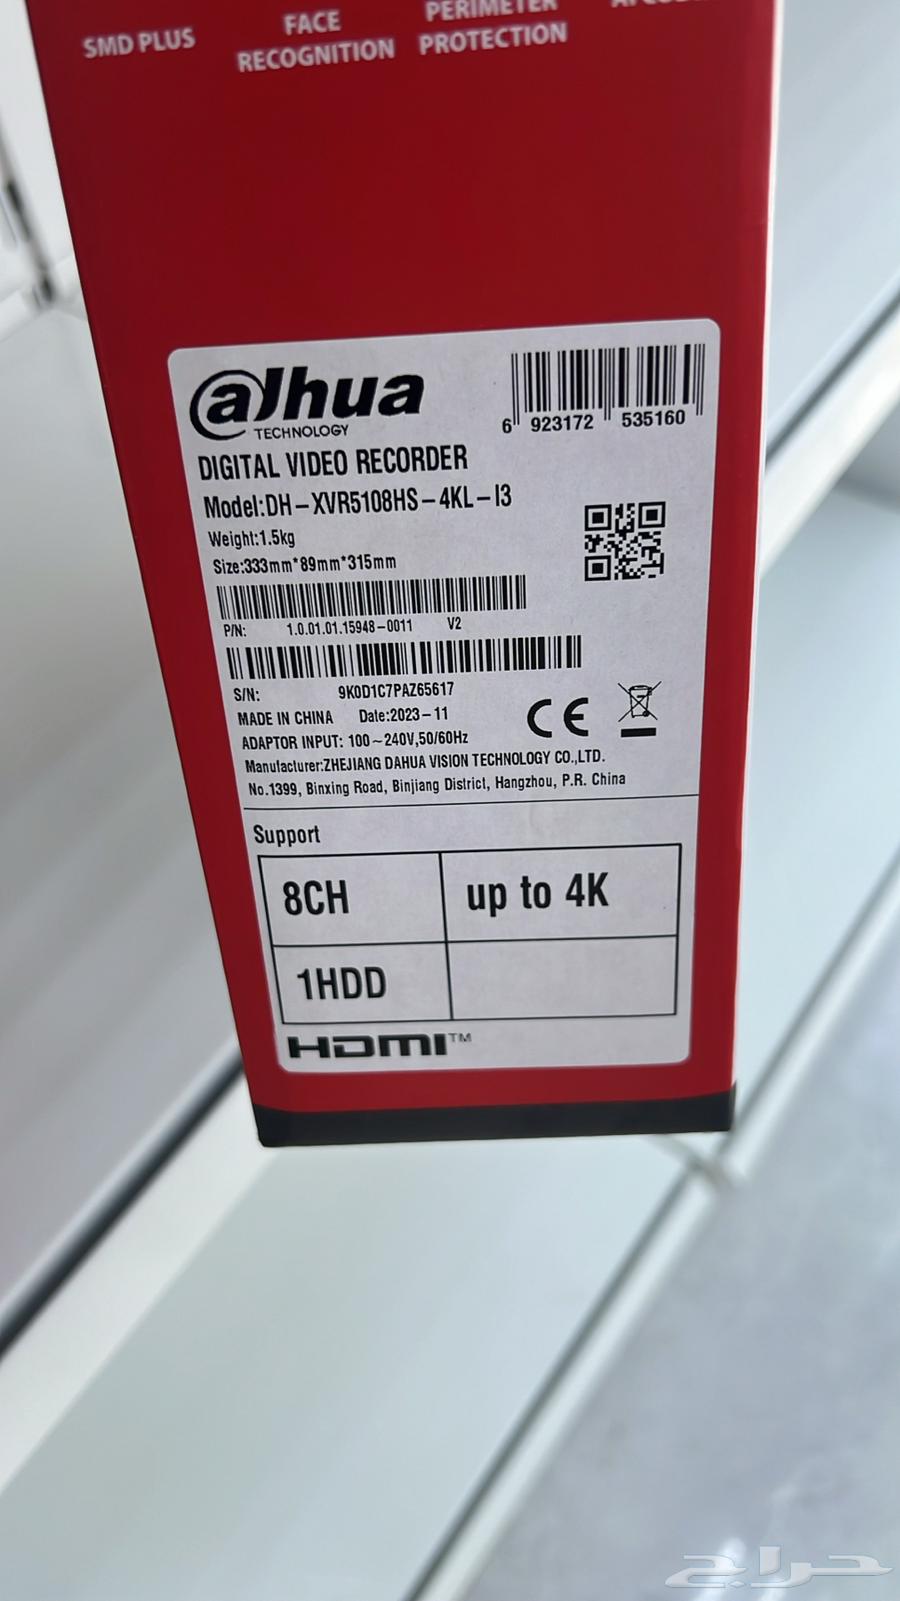 SMD PLUS
FACE
RECOGNITION
PERIMETER
PROTECTION
alhua
TECHNOLOGY
6 923172 535160
DIGITAL VIDEO RECORDER
Model:DH-XVR5108HS-4KL-I3
Weight:1.5kg
Size:333mm*89mm*315mm
P/N: 1.0.01.01.15948-0011 V2
S/N: 9K0D1C7PAZ65617
MADE IN CHINA Date:2023-11
ADAPTOR INPUT: 100~240V,50/60Hz
CE
Manufacturer:ZHEJIANG DAHUA VISION TECHNOLOGY CO.,LTD.
No.1399, Binxing Road, Binjiang District, Hangzhou, P.R. China
Support
8CH up to 4K
1HDD
HDMI™
حراج